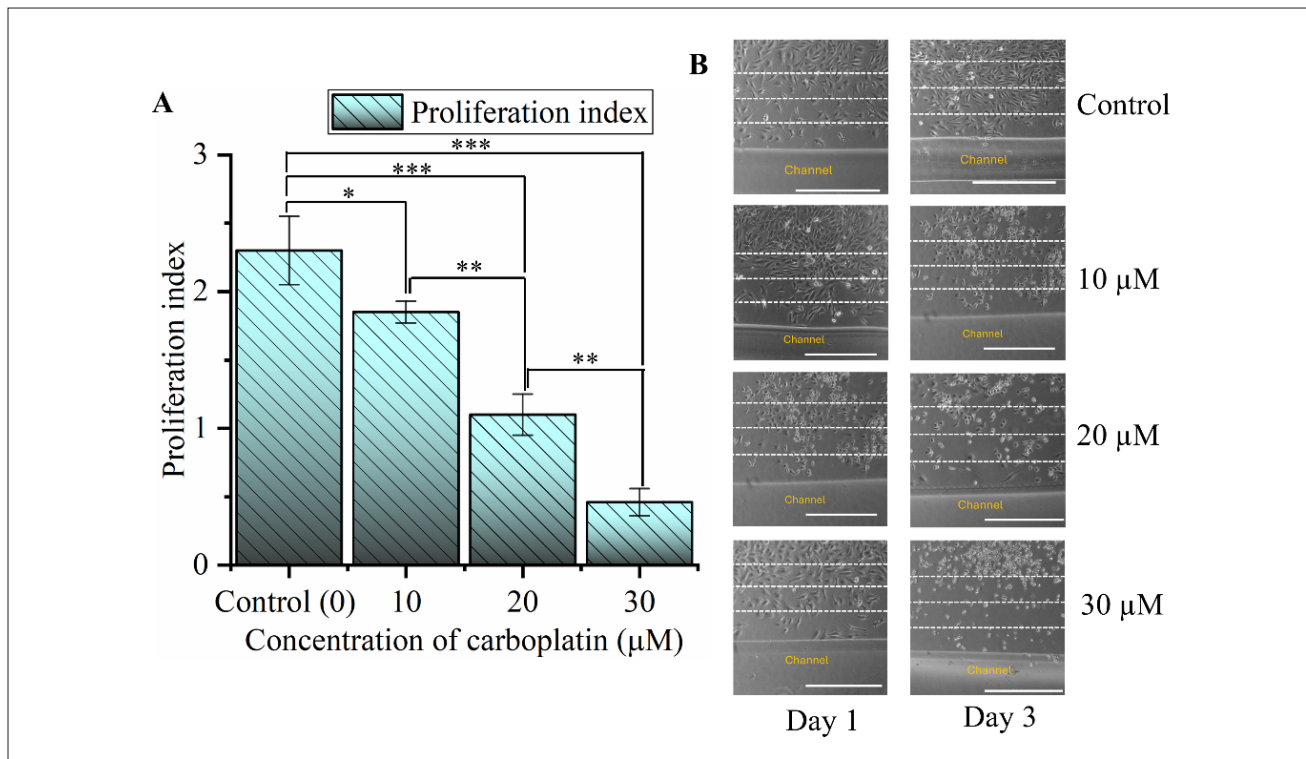 A
Proliferation index
***
***
*
**
**
3
2
1
0
Proliferation index
Control (0) 10 20 30
Concentration of carboplatin (μM)
B
Channel
Channel
Control
Channel
Channel
10 μM
Channel
Channel
20 μM
Channel
Channel
30 μM
Day 1 Day 3